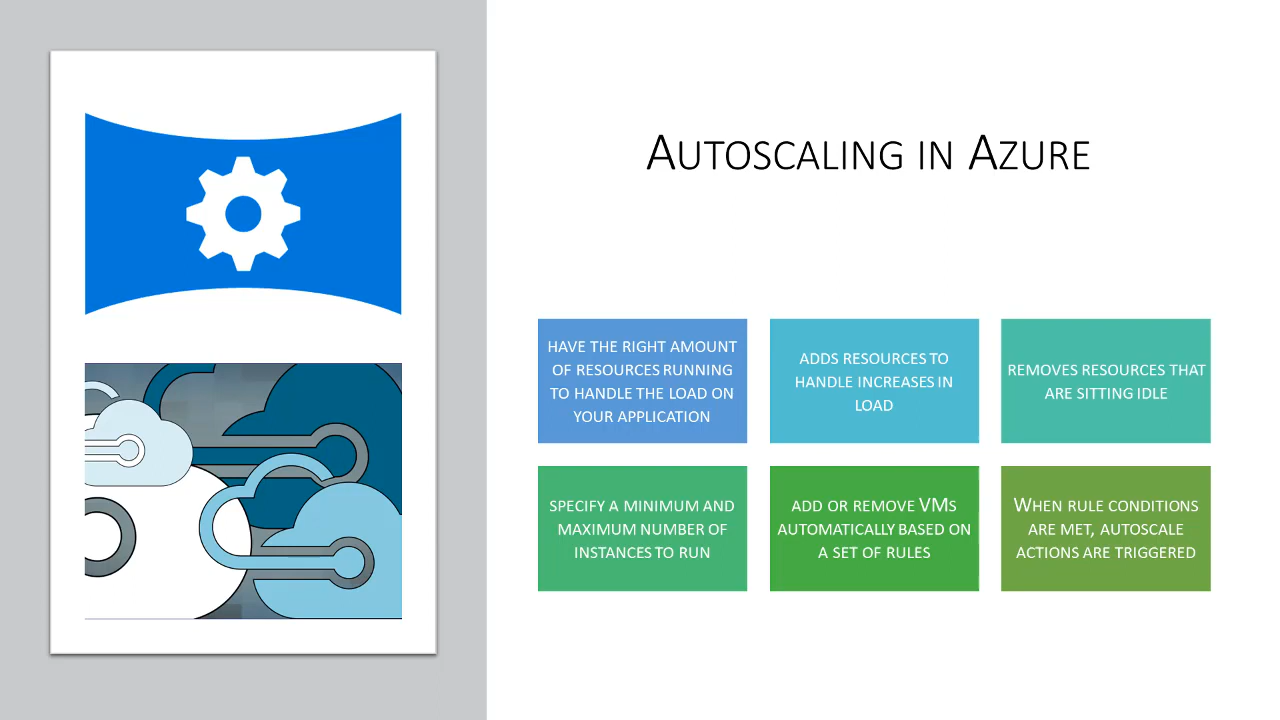 AUTOSCALING IN AZURE
HAVE THE RIGHT AMOUNT
OF RESOURCES RUNNING
TO HANDLE THE LOAD ON
YOUR APPLICATION
ADDS RESOURCES TO
HANDLE INCREASES IN
LOAD
REMOVES RESOURCES THAT
ARE SITTING IDLE
SPECIFY A MINIMUM AND
MAXIMUM NUMBER OF
INSTANCES TO RUN
ADD OR REMOVE VMS
AUTOMATICALLY BASED ON
A SET OF RULES
WHEN RULE CONDITIONS
ARE MET, AUTOSCALE
ACTIONS ARE TRIGGERED